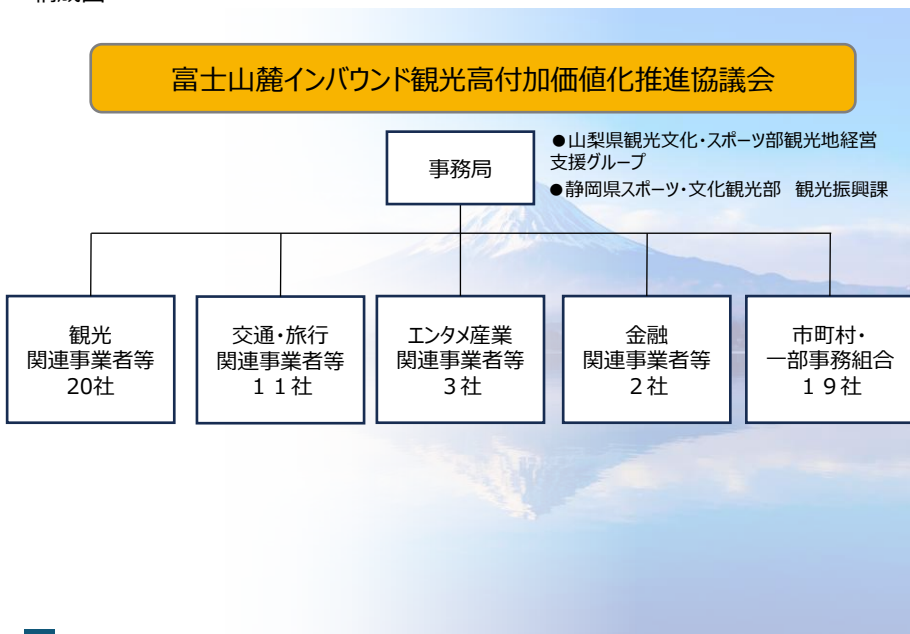 富士山麓インバウンド観光高付加価値化推進協議会
事務局
●山梨県観光文化・スポーツ部観光地経営
支援グループ
●静岡県スポーツ・文化観光部 観光振興課
観光
関連事業者等
20社
交通・旅行
関連事業者等
１１社
エンタメ産業
関連事業者等
３社
金融
関連事業者等
２社
市町村・
一部事務組合
１９社